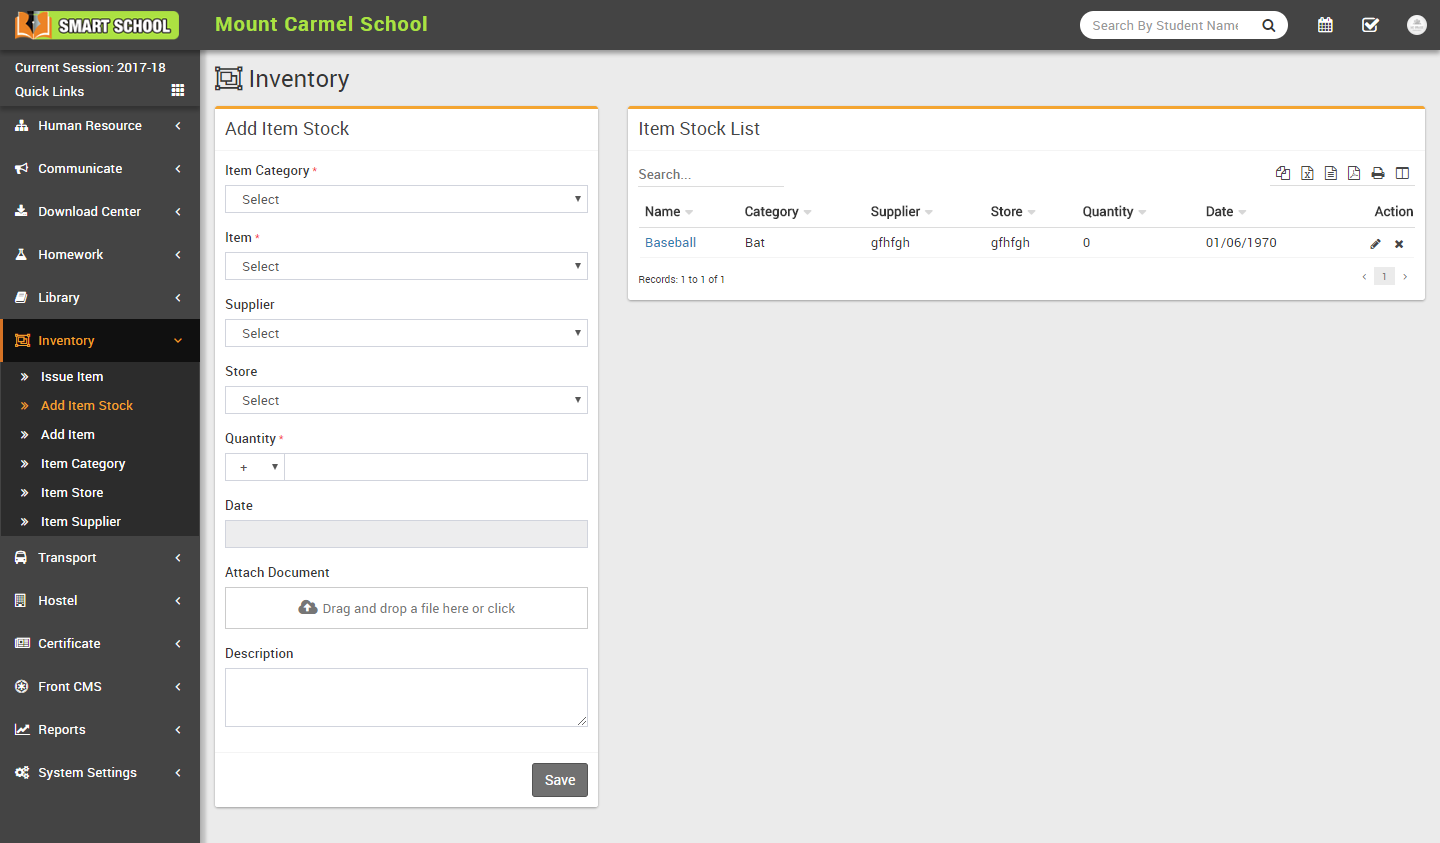 SMART SCHOOL
Mount Carmel School
Search By Student Name
Current Session: 2017-18
Quick Links
Human Resource
Communicate
Download Center
Homework
Library
Inventory
Issue Item
Add Item Stock
Add Item
Item Category
Item Store
Item Supplier
Transport
Hostel
Certificate
Front CMS
Reports
System Settings
Inventory
Add Item Stock
Item Category *
Select
Item *
Select
Supplier
Select
Store
Select
Quantity *
+
Date
Attach Document
Drag and drop a file here or click
Description
Save
Item Stock List
Search...
Name Category Supplier Store Quantity Date Action
Baseball Bat gfhfgh gfhfgh 0 01/06/1970
Records: 1 to 1 of 1
1